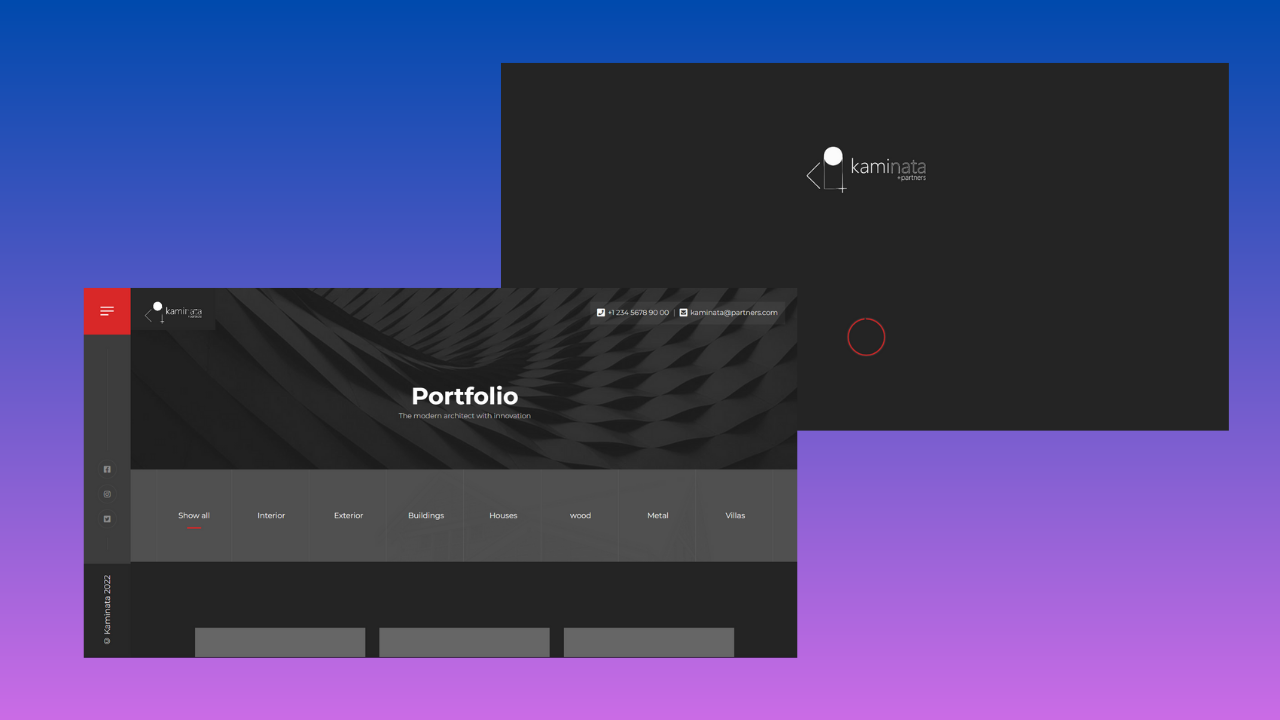 kaminata
+partners
kaminata
+1 234 5678 90 00 | kaminata@partners.com
Portfolio
The modern architect with innovation
Show all Interior Exterior Buildings Houses wood Metal Villas
© Kaminata 2022